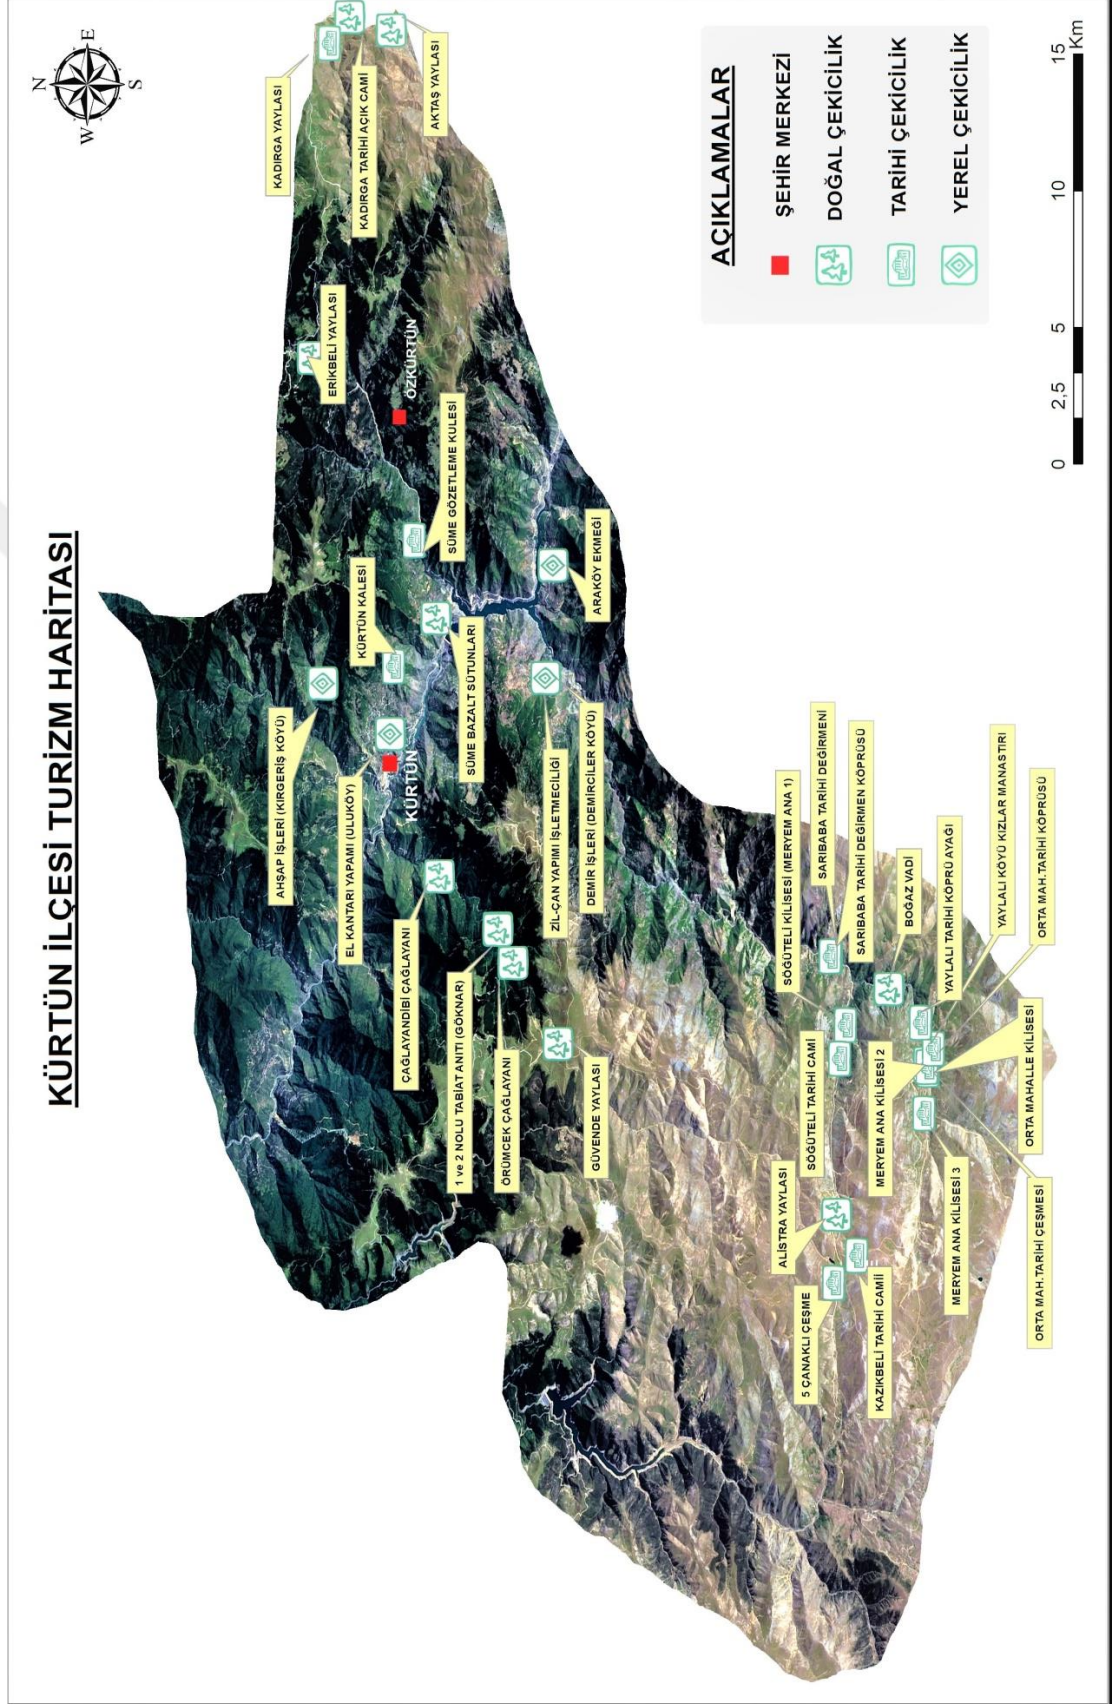 KÜRTÜN İLÇESİ TURİZM HARİTASI
N
E
S
W
KADIRGA YAYLASI
KADIRGA TARİHİ AÇIK CAMİ
AKTAŞ YAYLASI
ERİKBELİ YAYLASI
ÖZKÜRTÜN
SÜME GÖZETLEME KULESİ
KÜRTÜN KALESİ
ARAKÖY EKMEĞİ
SÜME BAZALT SÜTUNLARI
AHŞAP İŞLERİ (KIRGERİŞ KÖYÜ)
EL KANTARI YAPAMI (ULUKÖY)
KÜRTÜN
ZİL-ÇAN YAPIMI İŞLETMECİLİĞİ
DEMİR İŞLERİ (DEMİRCİLER KÖYÜ)
ÇAĞLAYANDİBİ ÇAĞLAYANI
1 ve 2 NOLU TABİAT ANITI (GÖKNAR)
ÖRÜMCEK ÇAĞLAYANI
GÜVENDE YAYLASI
SÖĞÜTELİ KİLİSESİ (MERYEM ANA 1)
SARIBABA TARİHİ DEĞİRMENİ
SARIBABA TARİHİ DEĞİRMEN KÖPRÜSÜ
BOĞAZ VADİ
YAYLALI TARİHİ KÖPRÜ AYAĞI
YAYLALI KÖYÜ KIZLAR MANASTIRI
ORTA MAH.TARİHİ KÖPRÜSÜ
SÖĞÜTELİ TARİHİ CAMİ
MERYEM ANA KİLİSESİ 2
ORTA MAHALLE KİLİSESİ
ALİSTRA YAYLASI
MERYEM ANA KİLİSESİ 3
ORTA MAH.TARİHİ ÇEŞMESİ
5 ÇANAKLI ÇEŞME
KAZIKBELİ TARİHİ CAMİİ
AÇIKLAMALAR
ŞEHİR MERKEZİ
DOĞAL ÇEKİCİLİK
TARİHİ ÇEKİCİLİK
YEREL ÇEKİCİLİK
0 2,5 5 10 15
Km